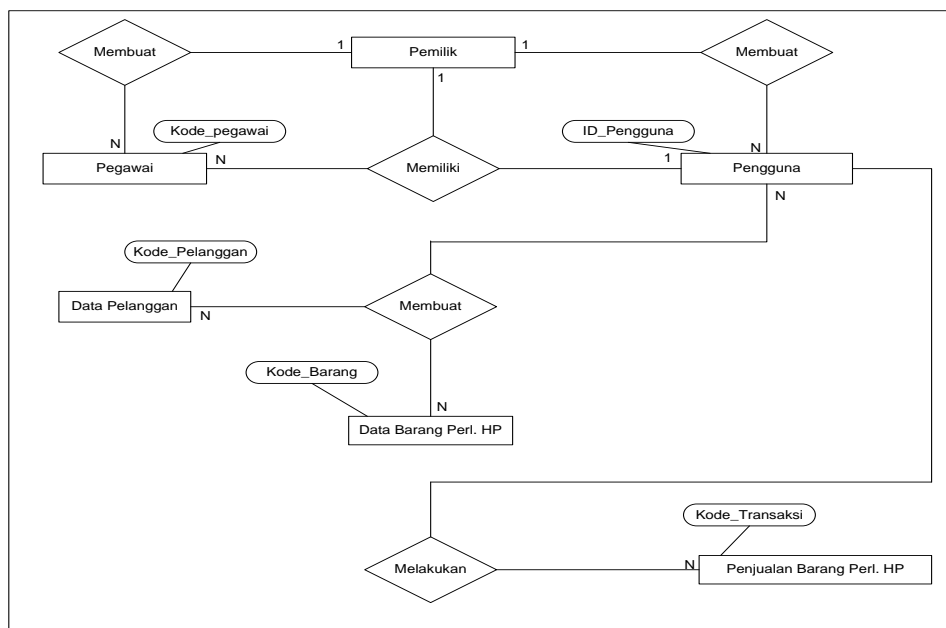 Membuat
1
Pemilik
1
Membuat
1
Kode_pegawai
ID_Pengguna
N
N
Pegawai
N
Memiliki
1
Pengguna
N
Kode_Pelanggan
Data Pelanggan
N
Membuat
Kode_Barang
N
Data Barang Perl. HP
Kode_Transaksi
Melakukan
N
Penjualan Barang Perl. HP